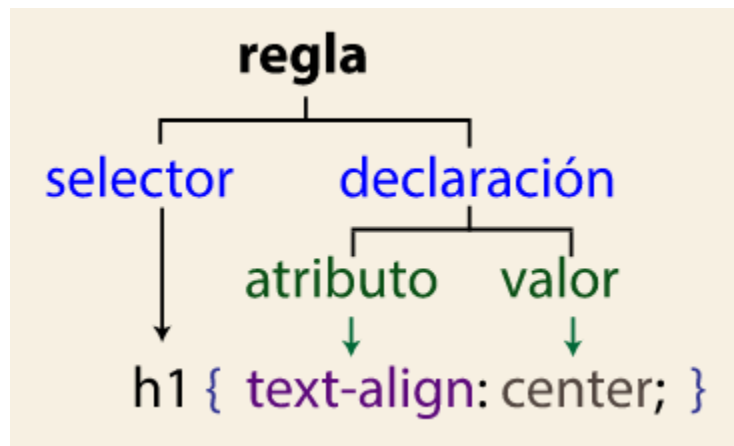 regla
selector declaración
atributo valor
h1 { text-align: center; }